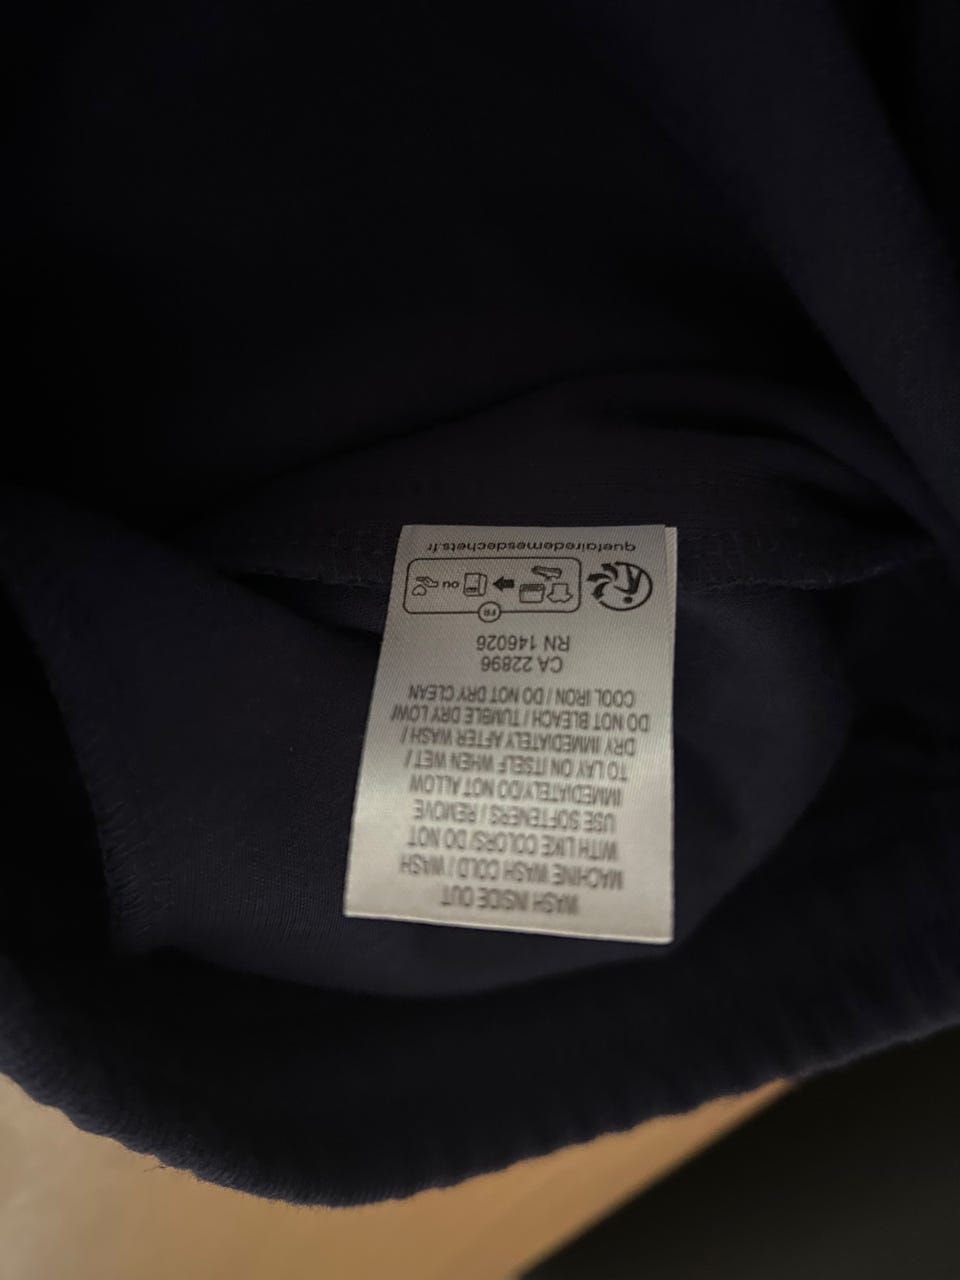 WASH INSIDE OUT
MACHINE WASH COLD / WASH
WITH LIKE COLORS/ DO NOT
USE SOFTENERS / REMOVE
IMMEDIATELY/DO NOT ALLOW
TO LAY ON ITSELF WHEN WET /
DRY IMMEDIATELY AFTER WASH /
DO NOT BLEACH / TUMBLE DRY LOW/
COOL IRON / DO NOT DRY CLEAN
CA 22896
RN 146026
FR
ou
quefairedemesdechets.fr